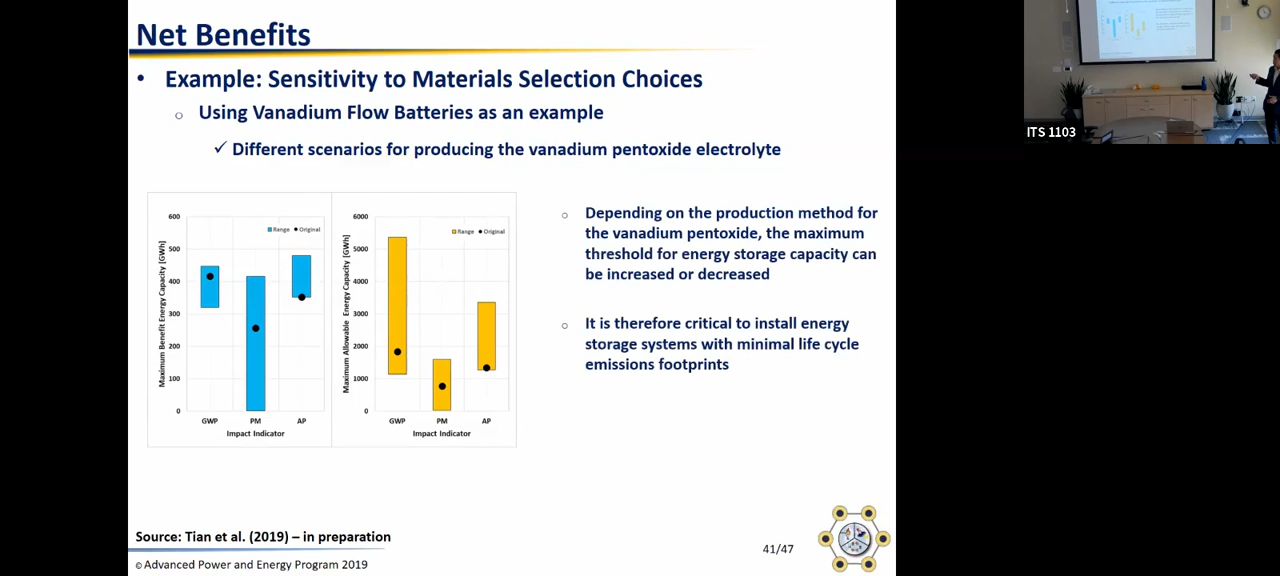 Net Benefits
• Example: Sensitivity to Materials Selection Choices
○ Using Vanadium Flow Batteries as an example
✓ Different scenarios for producing the vanadium pentoxide electrolyte
Maximum Benefit Energy Capacity [GWh]
600
500
400
300
200
100
0
Range • Original
GWP PM AP
Impact Indicator
Maximum Allowable Energy Capacity [GWh]
6000
5000
4000
3000
2000
1000
0
Range • Original
GWP PM AP
Impact Indicator
○ Depending on the production method for
the vanadium pentoxide, the maximum
threshold for energy storage capacity can
be increased or decreased
○ It is therefore critical to install energy
storage systems with minimal life cycle
emissions footprints
Source: Tian et al. (2019) – in preparation
© Advanced Power and Energy Program 2019
41/47
ITS 1103